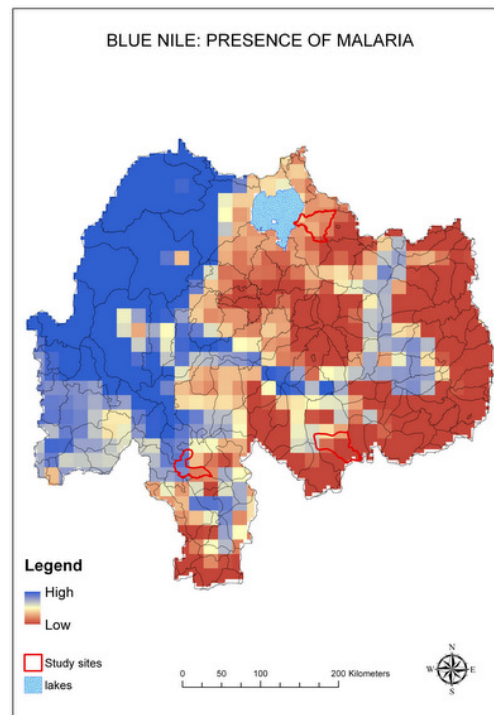 BLUE NILE: PRESENCE OF MALARIA
Legend
High
Low
Study sites
lakes
0 50 100 200 Kilometers
N
W E
S